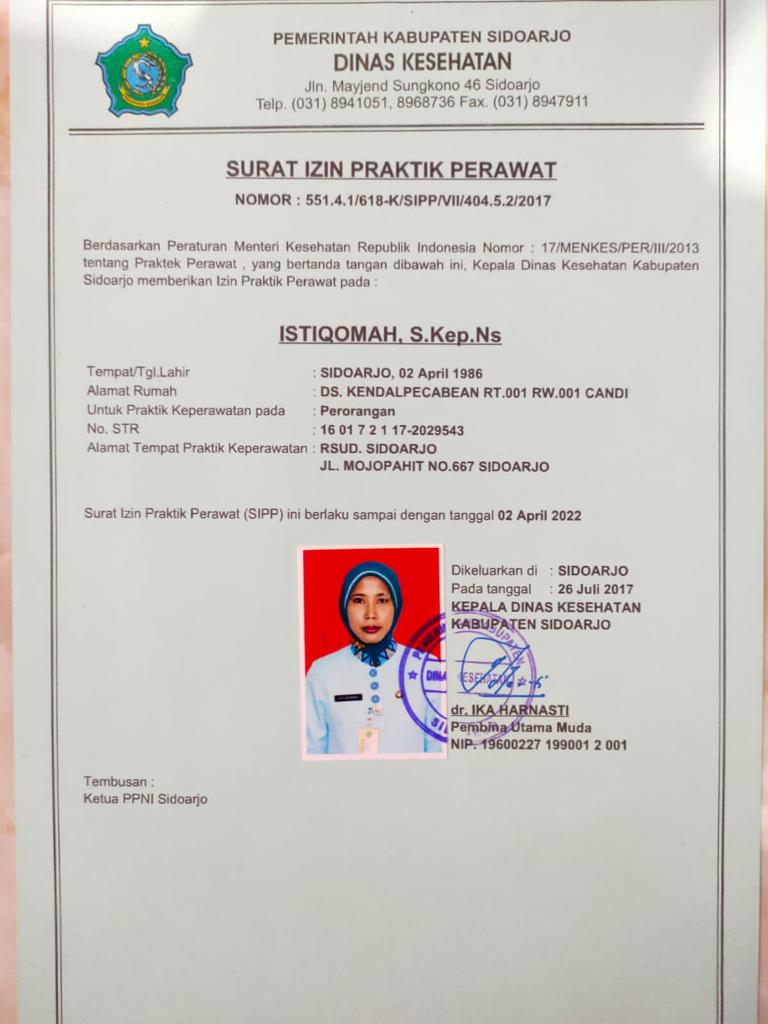 PEMERINTAH KABUPATEN SIDOARJO
DINAS KESEHATAN
Jln. Mayjend Sungkono 46 Sidoarjo
Telp. (031) 8941051, 8968736 Fax. (031) 8947911
SURAT IZIN PRAKTIK PERAWAT
NOMOR : 551.4.1/618-K/SIPP/VII/404.5.2/2017
Berdasarkan Peraturan Menteri Kesehatan Republik Indonesia Nomor : 17/MENKES/PER/III/2013
tentang Praktek Perawat , yang bertanda tangan dibawah ini, Kepala Dinas Kesehatan Kabupaten
Sidoarjo memberikan Izin Praktik Perawat pada :
ISTIQOMAH, S.Kep.Ns
Tempat/Tgl.Lahir : SIDOARJO, 02 April 1986
Alamat Rumah : DS. KENDALPECABEAN RT.001 RW.001 CANDI
Untuk Praktik Keperawatan pada : Perorangan
No. STR : 16 01 7 2 1 17-2029543
Alamat Tempat Praktik Keperawatan : RSUD. SIDOARJO
JL. MOJOPAHIT NO.667 SIDOARJO
Surat Izin Praktik Perawat (SIPP) ini berlaku sampai dengan tanggal 02 April 2022
Dikeluarkan di : SIDOARJO
Pada tanggal : 26 Juli 2017
KEPALA DINAS KESEHATAN
KABUPATEN SIDOARJO
DINAS KESEHATAN
dr. IKA HARNASTI
Pembina Utama Muda
NIP. 19600227 199001 2 001
Tembusan :
Ketua PPNI Sidoarjo